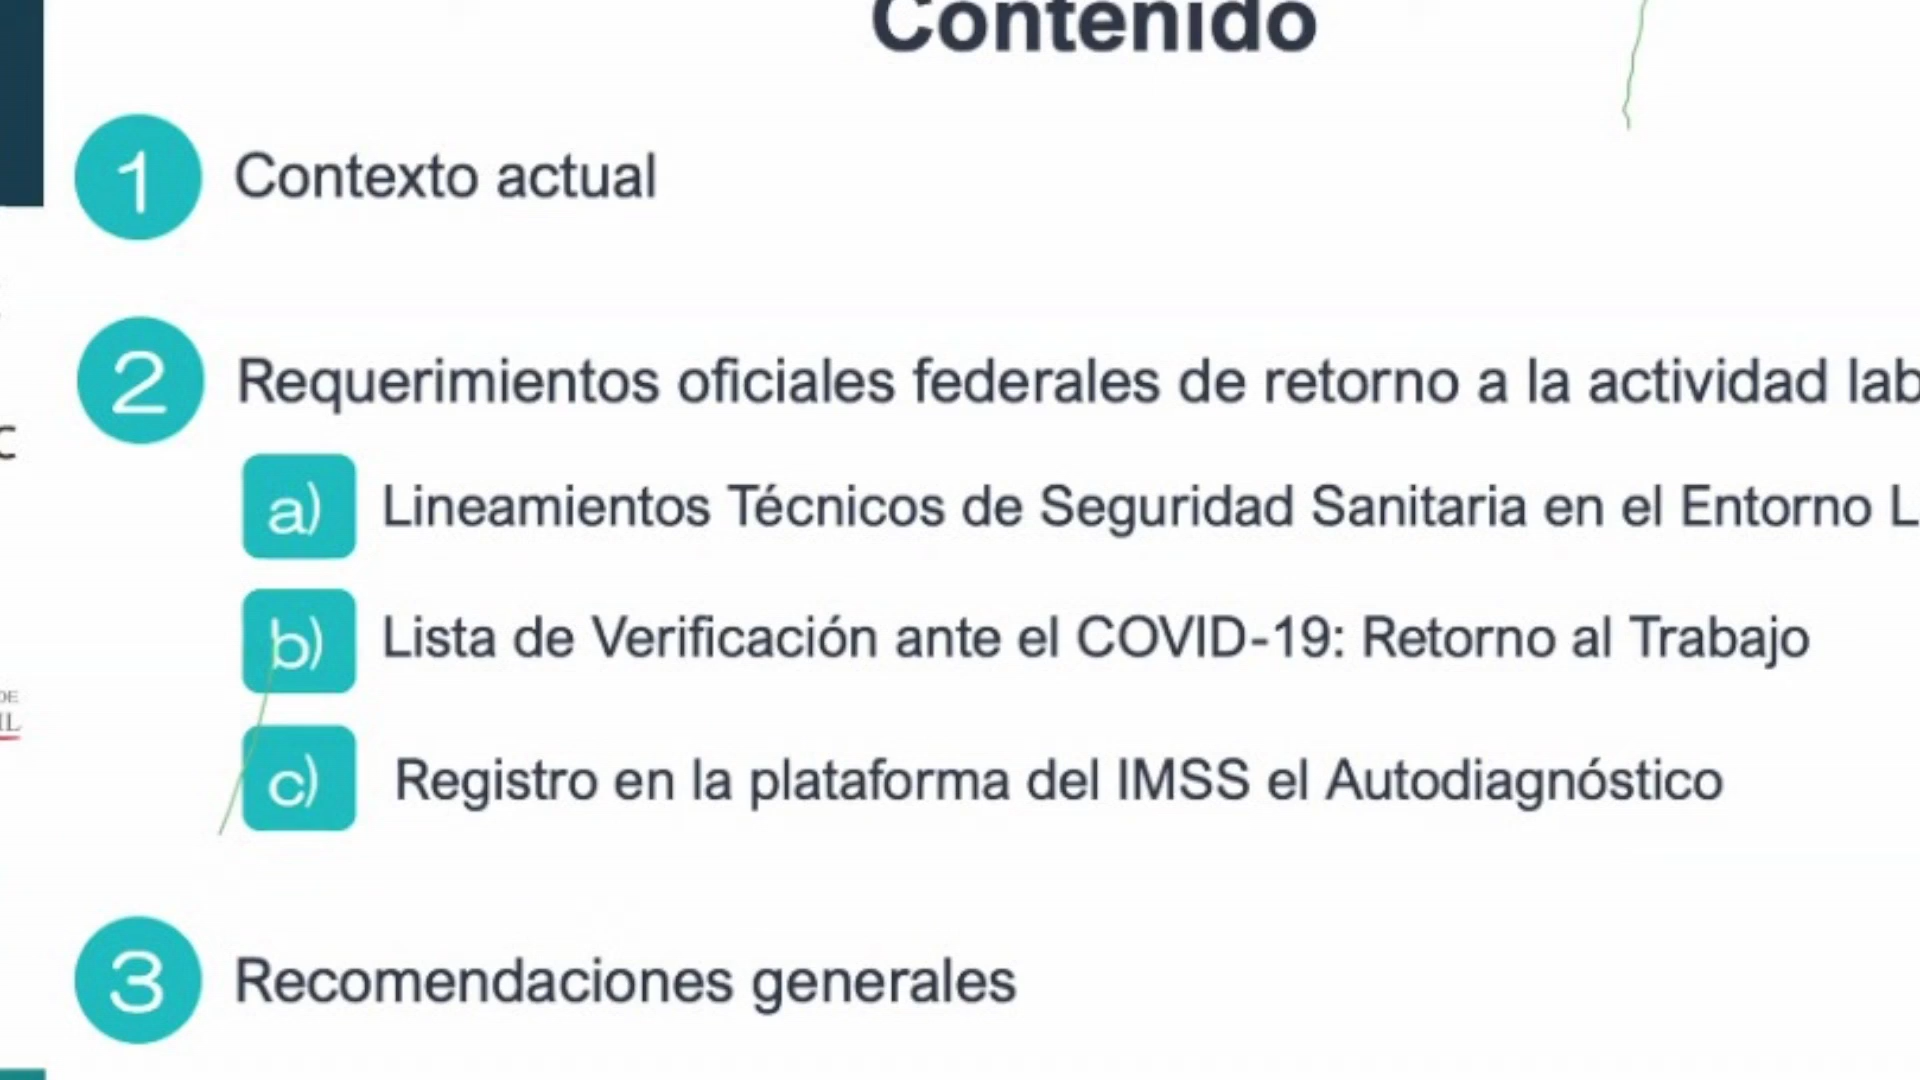 Contenido
1 Contexto actual
2 Requerimientos oficiales federales de retorno a la actividad
a) Lineamientos Técnicos de Seguridad Sanitaria en el Entorno
b) Lista de Verificación ante el COVID-19: Retorno al Trabajo
c) Registro en la plataforma del IMSS el Autodiagnóstico
3 Recomendaciones generales